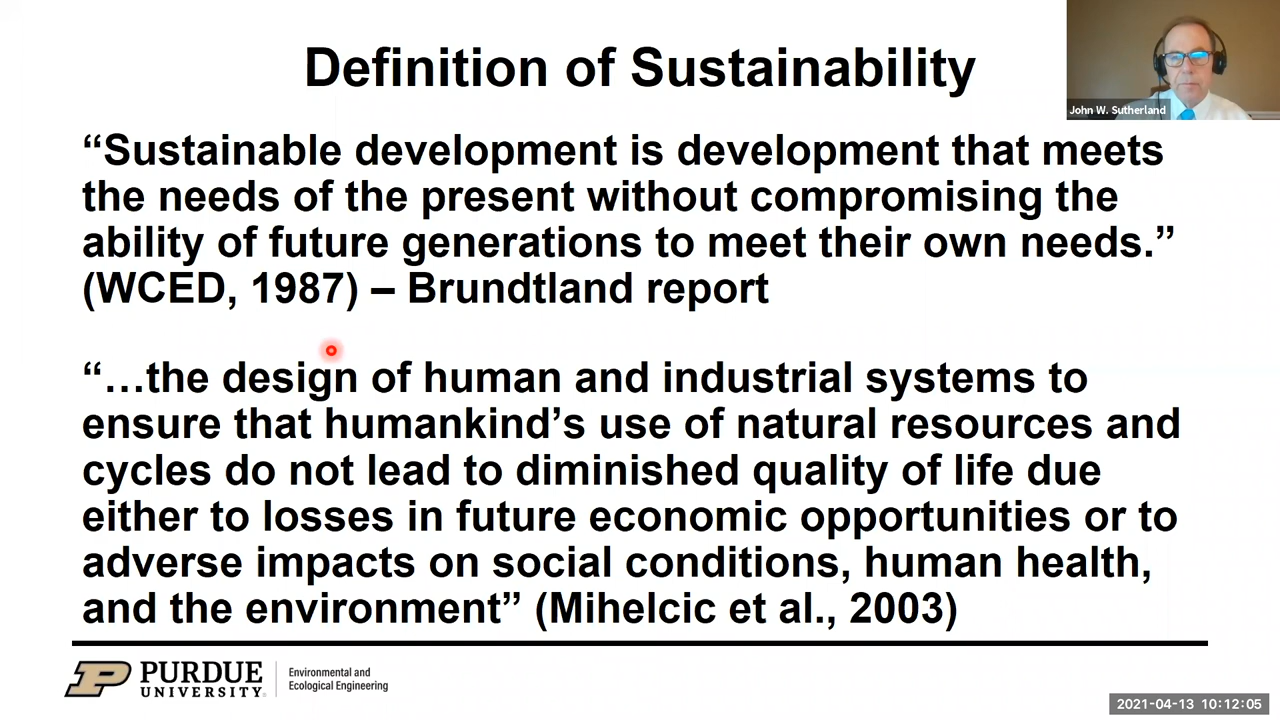 Definition of Sustainability
John W. Sutherland
“Sustainable development is development that meets
the needs of the present without compromising the
ability of future generations to meet their own needs.”
(WCED, 1987) – Brundtland report
“…the design of human and industrial systems to
ensure that humankind’s use of natural resources and
cycles do not lead to diminished quality of life due
either to losses in future economic opportunities or to
adverse impacts on social conditions, human health,
and the environment” (Mihelcic et al., 2003)
P PURDUE
UNIVERSITY
Environmental and
Ecological Engineering
2021-04-13 10:12:05